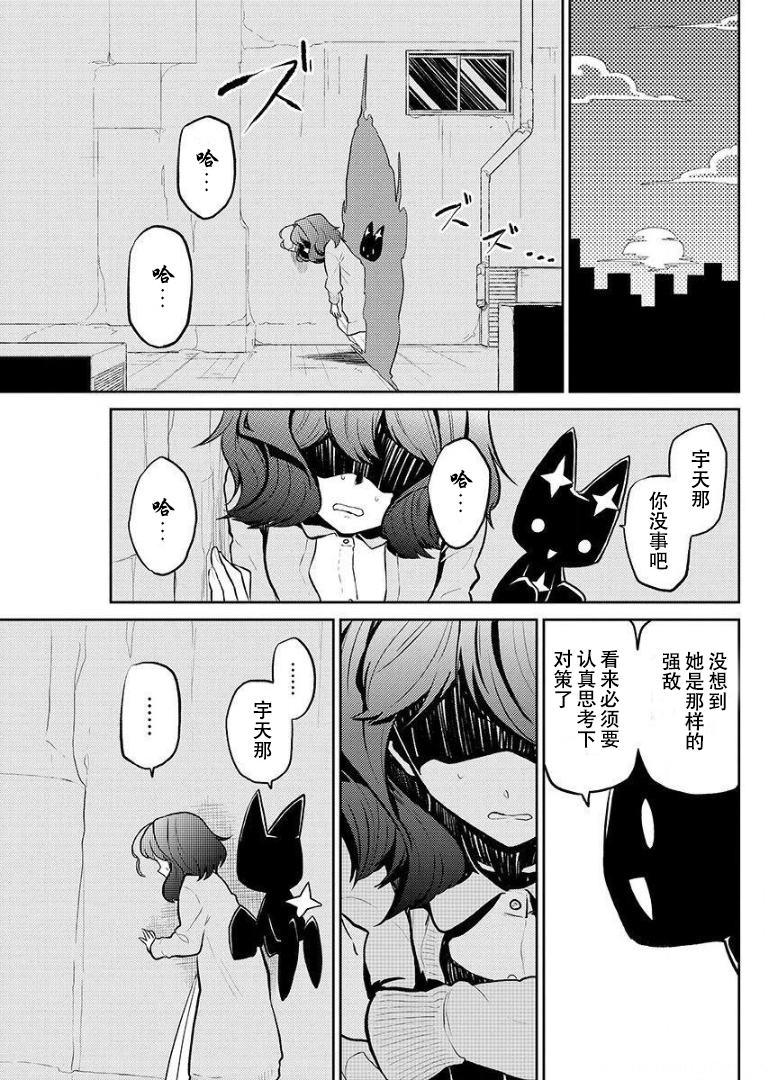 ズズ…
哈…
哈…
宇天那
你没事吧
哈…
哈…
没想到
她是那样的
强敌
看来必须要
认真思考下
对策了
宇天那
……